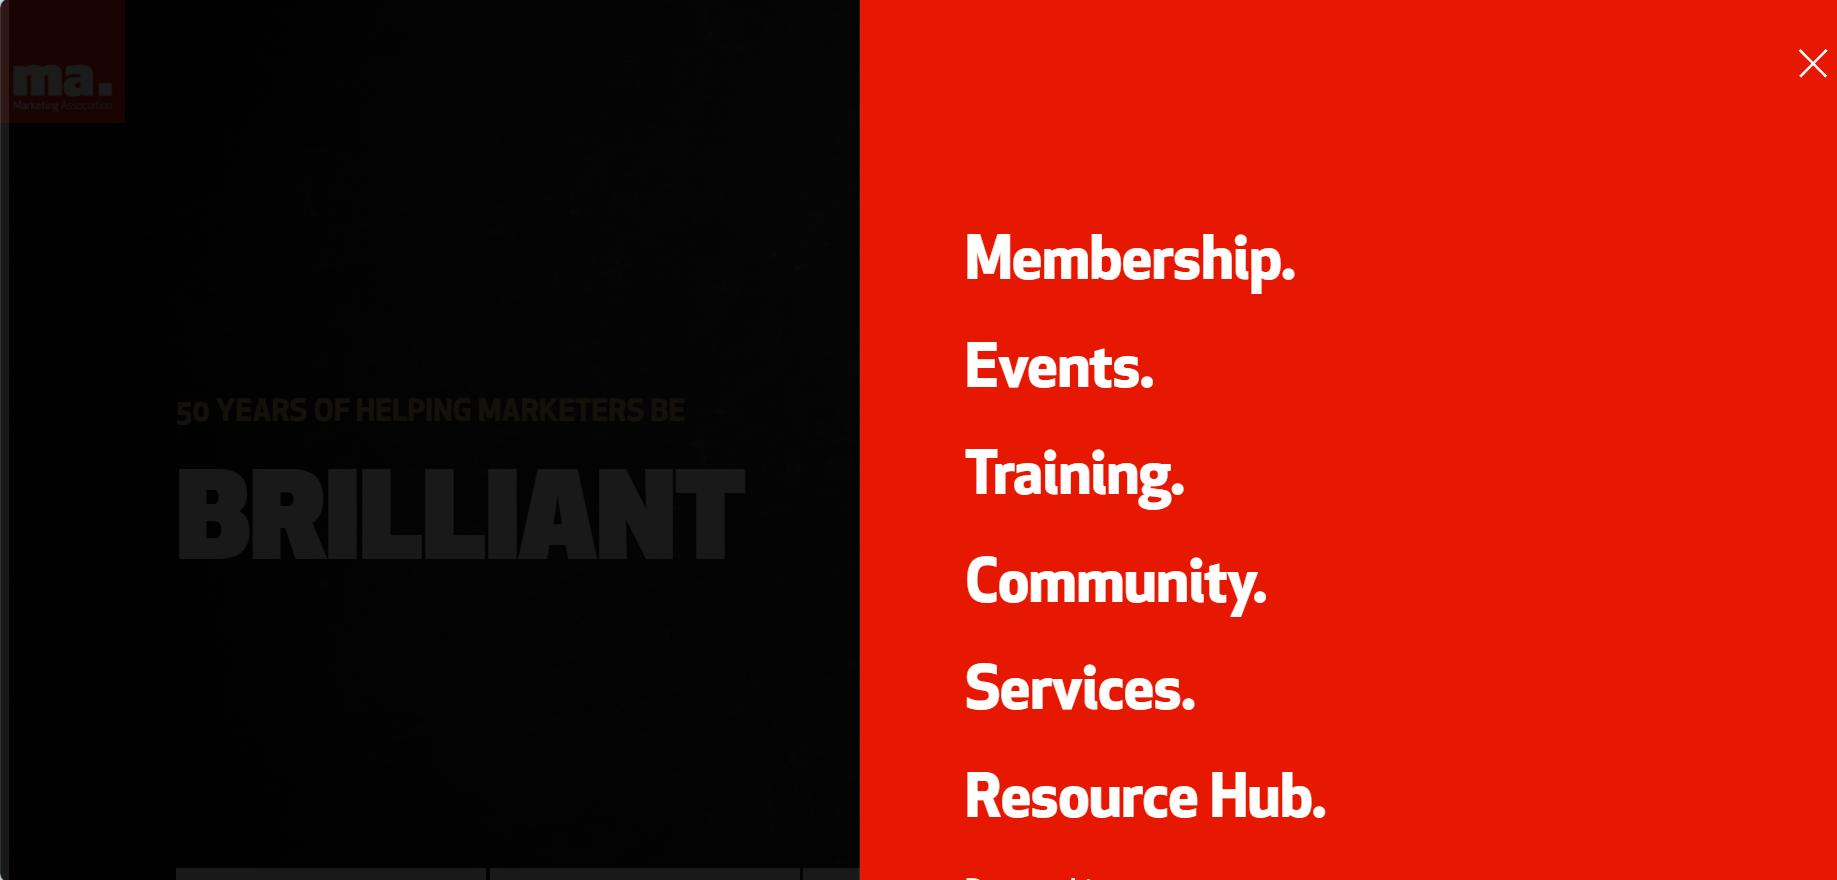 ma.
Marketing Association
50 YEARS OF HELPING MARKETERS BE
BRILLIANT
Membership.
Events.
Training.
Community.
Services.
Resource Hub.